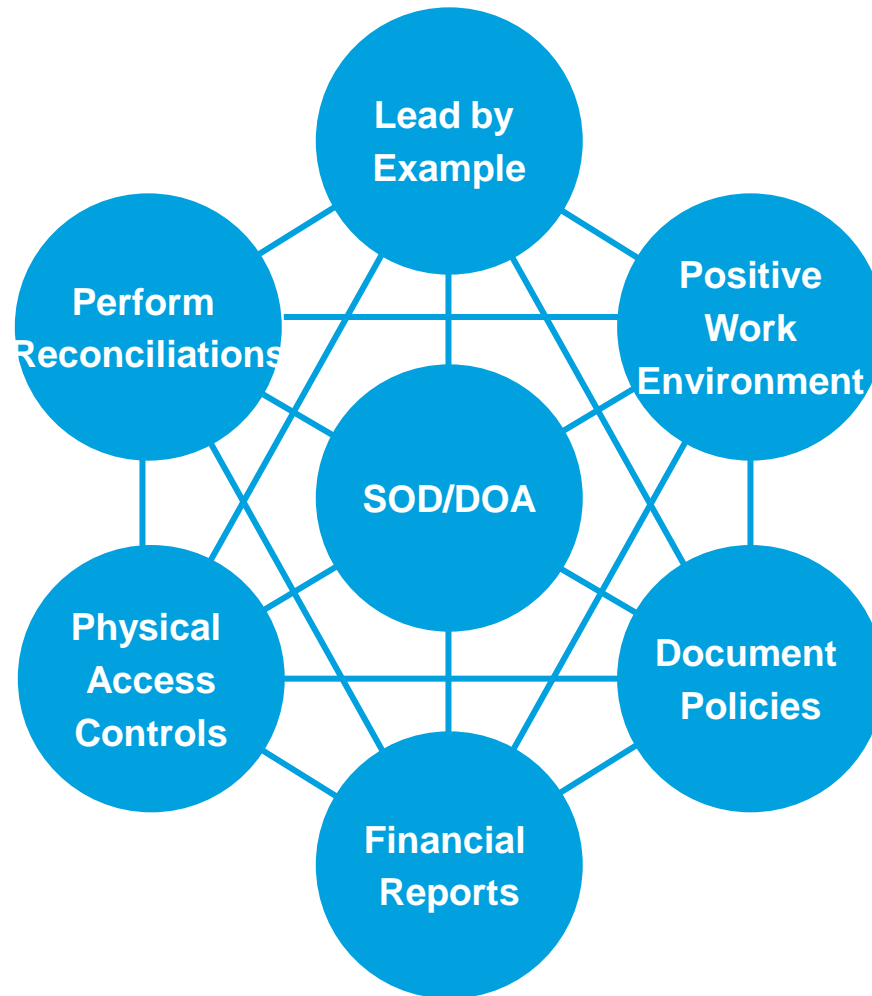 Lead by
Example
Perform
Reconciliations
Positive
Work
Environment
SOD/DOA
Physical
Access
Controls
Document
Policies
Financial
Reports